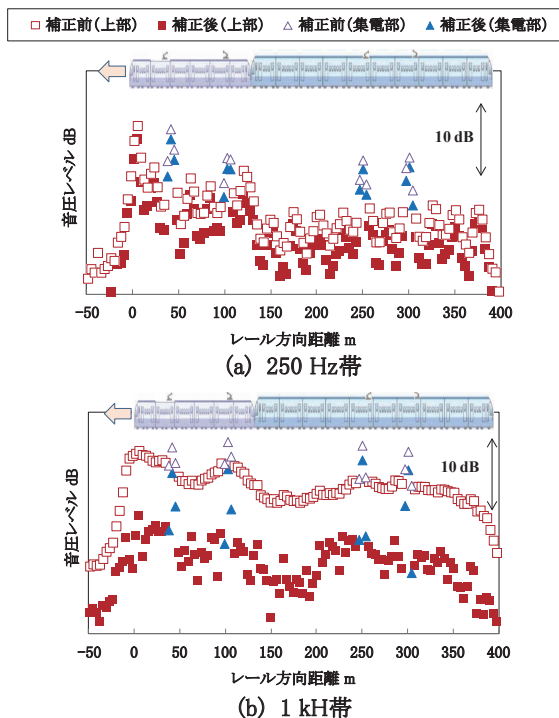 補正前(上部) 補正後(上部) 補正前(集電部) 補正後(集電部)
10 dB
音圧レベル dB
-50 0 50 100 150 200 250 300 350 400
レール方向距離 m
(a) 250 Hz帯
10 dB
音圧レベル dB
-50 0 50 100 150 200 250 300 350 400
レール方向距離 m
(b) 1 kH帯